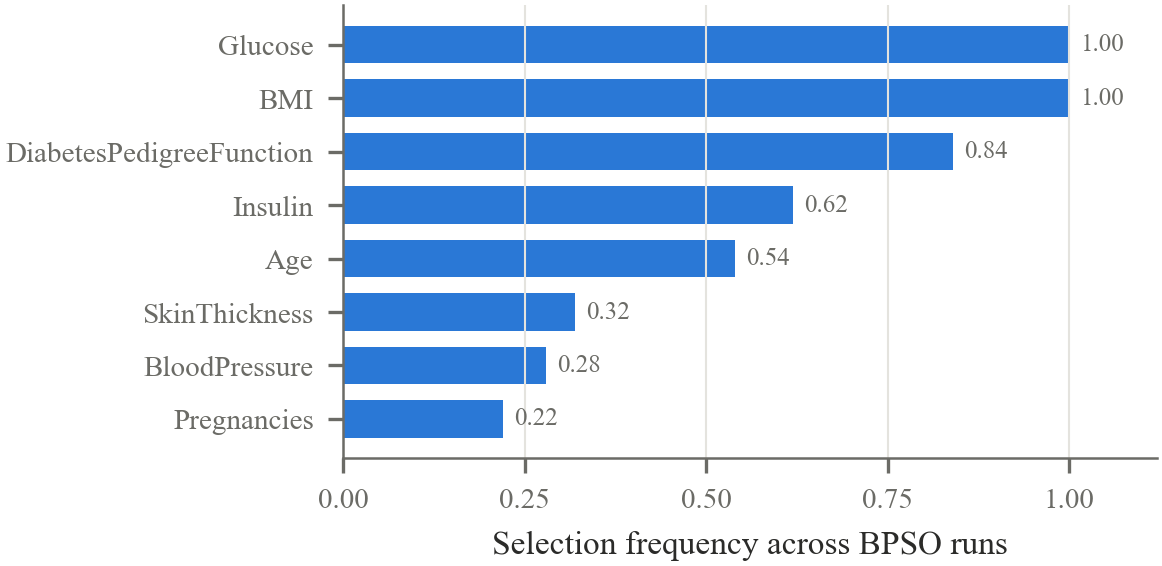 Glucose 1.00
BMI 1.00
DiabetesPedigreeFunction 0.84
Insulin 0.62
Age 0.54
SkinThickness 0.32
BloodPressure 0.28
Pregnancies 0.22
0.00 0.25 0.50 0.75 1.00
Selection frequency across BPSO runs